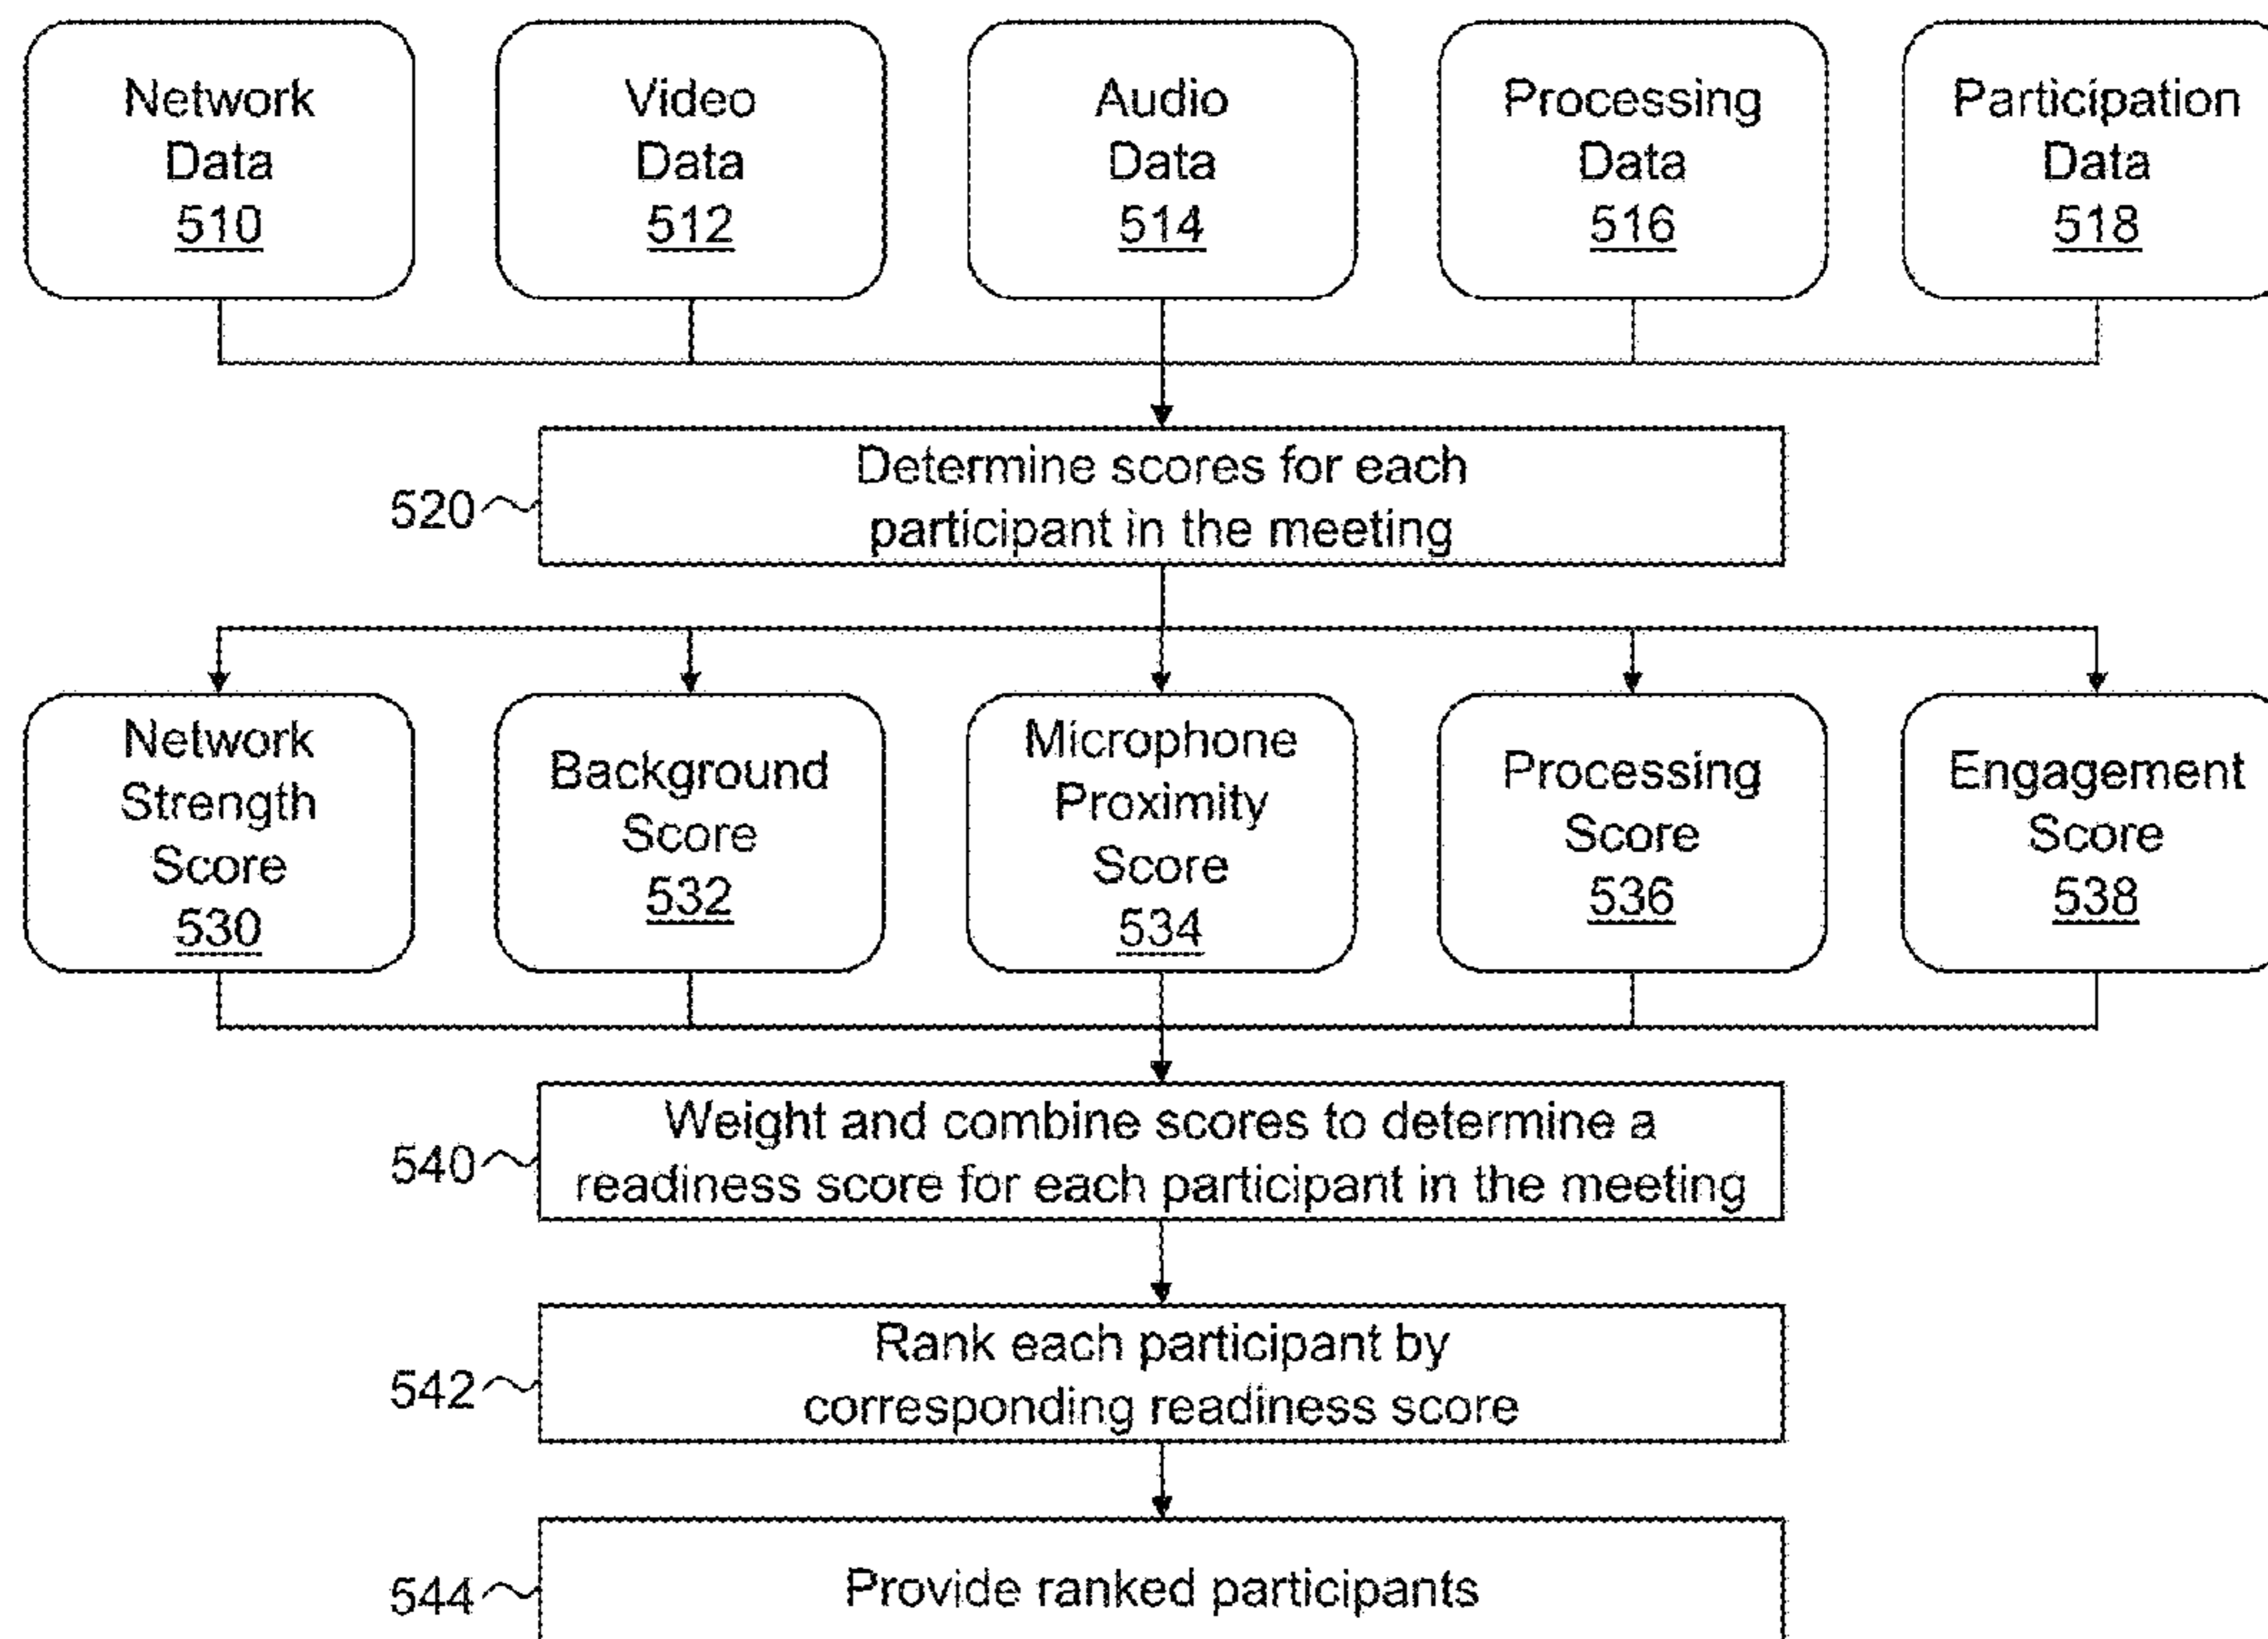 Network
Data
510
Video
Data
512
Audio
Data
514
Processing
Data
516
Participation
Data
518
520
Determine scores for each
participant in the meeting
Network
Strength
Score
530
Background
Score
532
Microphone
Proximity
Score
534
Processing
Score
536
Engagement
Score
538
540
Weight and combine scores to determine a
readiness score for each participant in the meeting
542
Rank each participant by
corresponding readiness score
544
Provide ranked participants